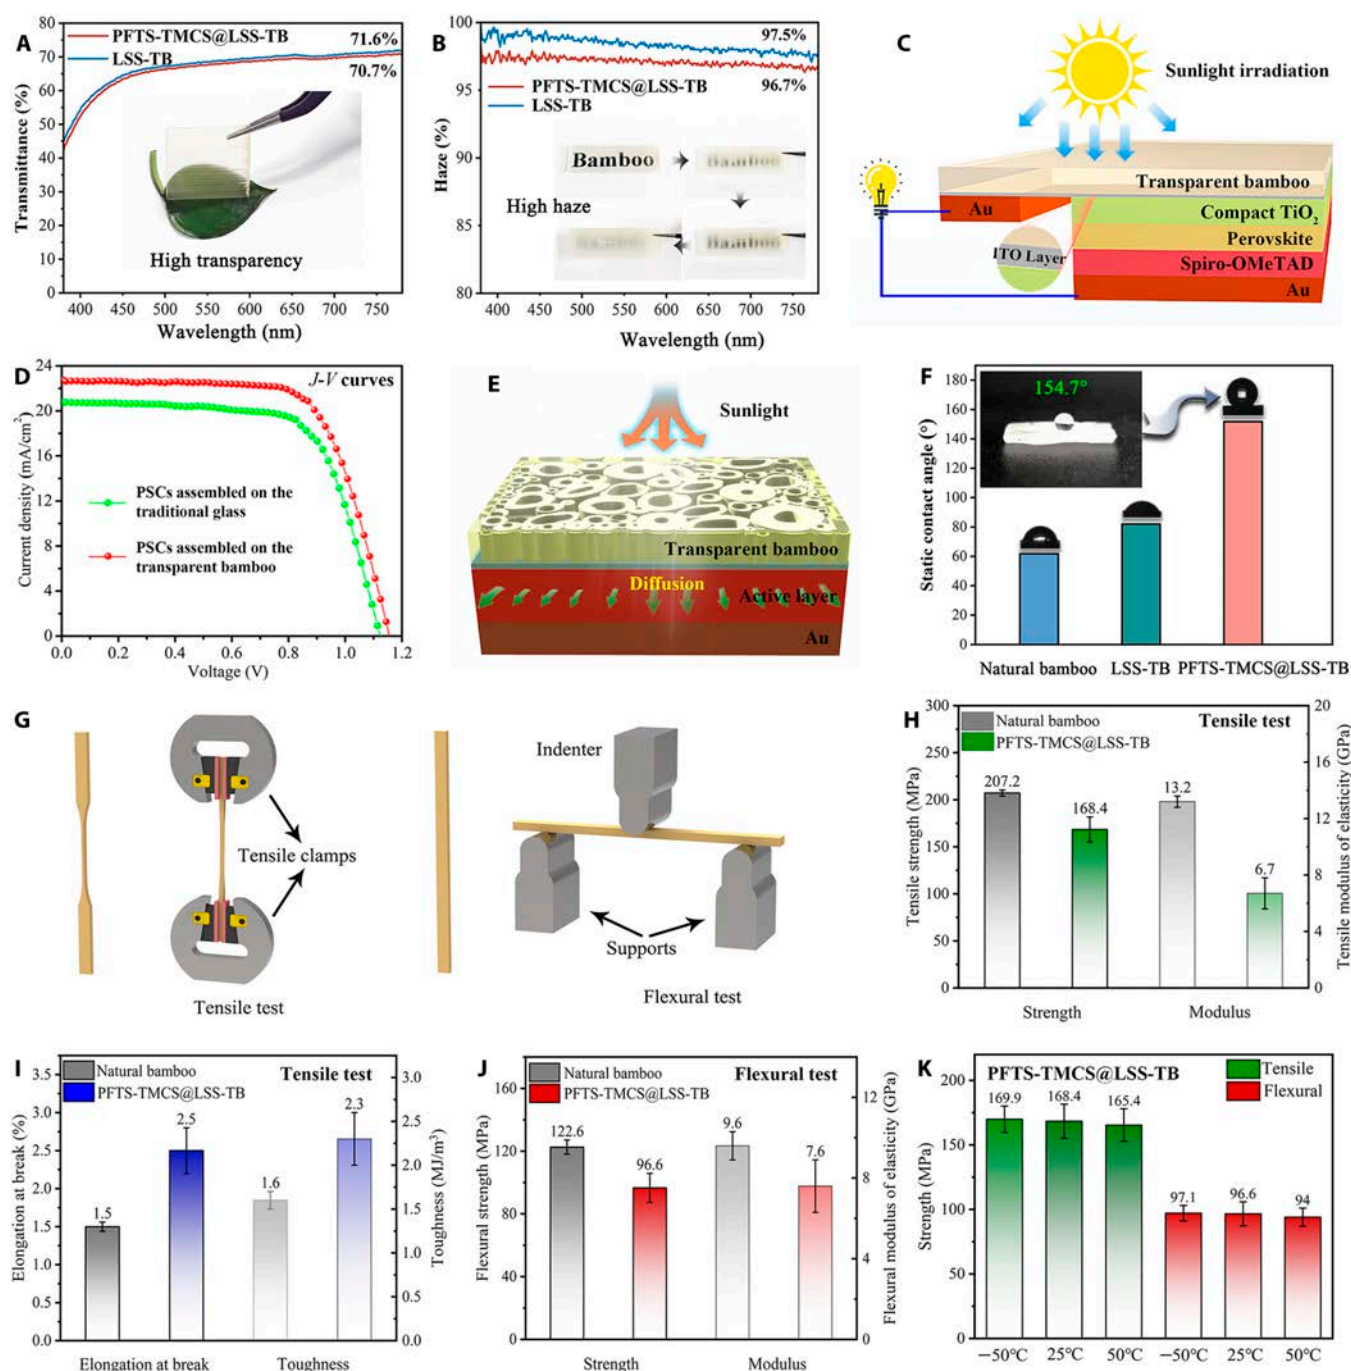 A
PFTS-TMCS@LSS-TB
LSS-TB
71.6%
70.7%
High transparency
Transmittance (%)
80
70
60
50
40
30
20
10
0
400 450 500 550 600 650 700 750
Wavelength (nm)
B
97.5%
PFTS-TMCS@LSS-TB
96.7%
LSS-TB
Bamboo
High haze
Haze (%)
100
95
90
85
80
400 450 500 550 600 650 700 750
Wavelength (nm)
C
Sunlight irradiation
Transparent bamboo
Au
Compact TiO2
Perovskite
ITO Layer
Spiro-OMeTAD
Au
D
J-V curves
PSCs assembled on the
traditional glass
PSCs assembled on the
transparent bamboo
Current density (mA/cm²)
24
20
16
12
8
4
0
0.0 0.2 0.4 0.6 0.8 1.0 1.2
Voltage (V)
E
Sunlight
Transparent bamboo
Diffusion
Active layer
Au
F
154.7°
Static contact angle (°)
180
160
140
120
100
80
60
40
20
0
Natural bamboo LSS-TB PFTS-TMCS@LSS-TB
G
Tensile clamps
Tensile test
Indenter
Supports
Flexural test
H
Natural bamboo
PFTS-TMCS@LSS-TB
Tensile test
Tensile strength (MPa)
300
250
200
150
100
50
0
207.2
168.4
13.2
6.7
Tensile modulus of elasticity (GPa)
20
16
12
8
4
0
Strength Modulus
I
Natural bamboo
PFTS-TMCS@LSS-TB
Tensile test
Elongation at break (%)
3.5
3.0
2.5
2.0
1.5
1.0
0.5
0.0
1.5
2.5
1.6
2.3
Toughness (MJ/m³)
3.0
2.5
2.0
1.5
1.0
0.5
0.0
Elongation at break Toughness
J
Natural bamboo
PFTS-TMCS@LSS-TB
Flexural test
Flexural strength (MPa)
160
120
80
40
0
122.6
96.6
9.6
7.6
Flexural modulus of elasticity (GPa)
12
8
4
0
Strength Modulus
K
PFTS-TMCS@LSS-TB
Tensile
Flexural
Strength (MPa)
200
150
100
50
0
169.9
168.4
165.4
97.1
96.6
94
−50°C 25°C 50°C −50°C 25°C 50°C